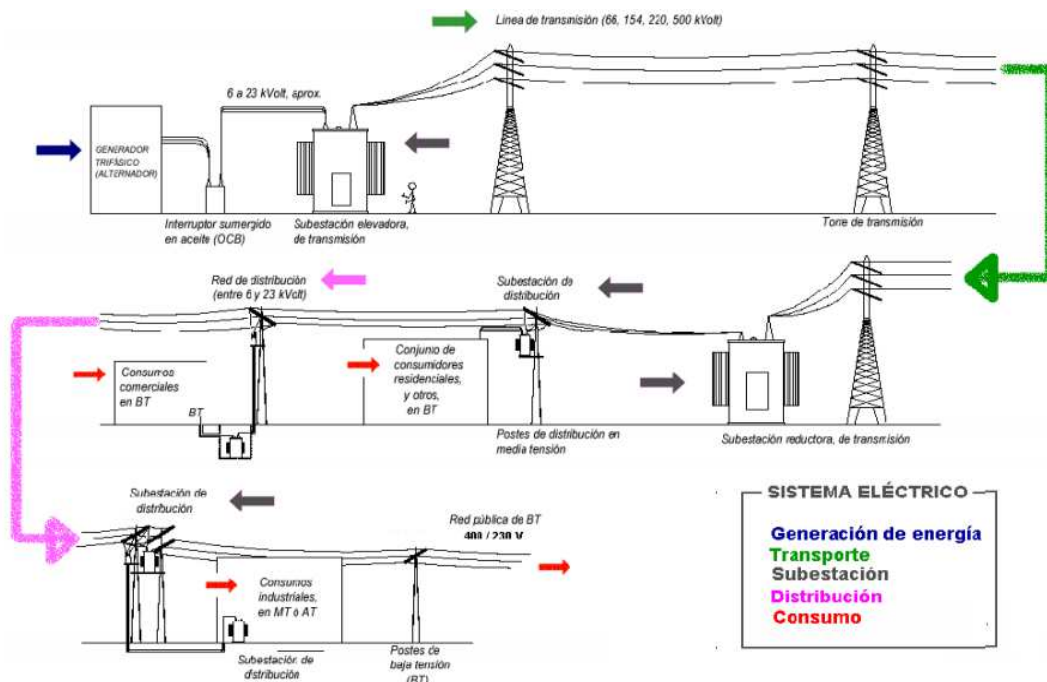 Línea de transmisión (66, 154, 220, 500 kVolt)
6 a 23 kVolt, aprox.
GENERADOR
TRIFÁSICO
(ALTERNADOR)
Interruptor sumergido
en aceite (OCB)
Subestación elevadora,
de transmisión
Torre de transmisión
Red de distribución
(entre 6 y 23 kVolt)
Subestación de
distribución
Consumos
comerciales
en BT
BT
Conjunto de
consumidores
residenciales,
y otros,
en BT
Postes de distribución en
media tensión
Subestación reductora, de transmisión
Subestación de
distribución
Red pública de BT
400 / 230 V
Consumos
industriales,
en MT o AT
Subestación de
distribución
Postes de
baja tensión
(BT)
SISTEMA ELÉCTRICO
Generación de energía
Transporte
Subestación
Distribución
Consumo